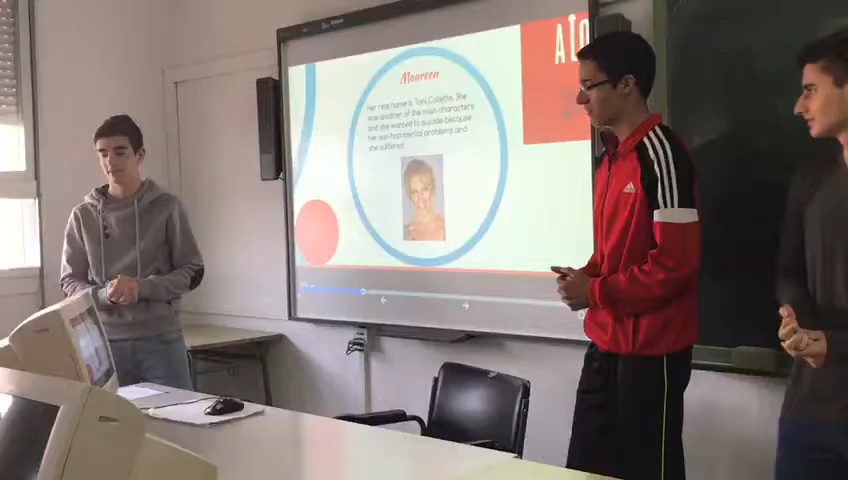 Maureen
Her real name is Toni Collette. She
was another of the main characters
and she wanted to suicide because
her son had mental problems and
she suffered.
A